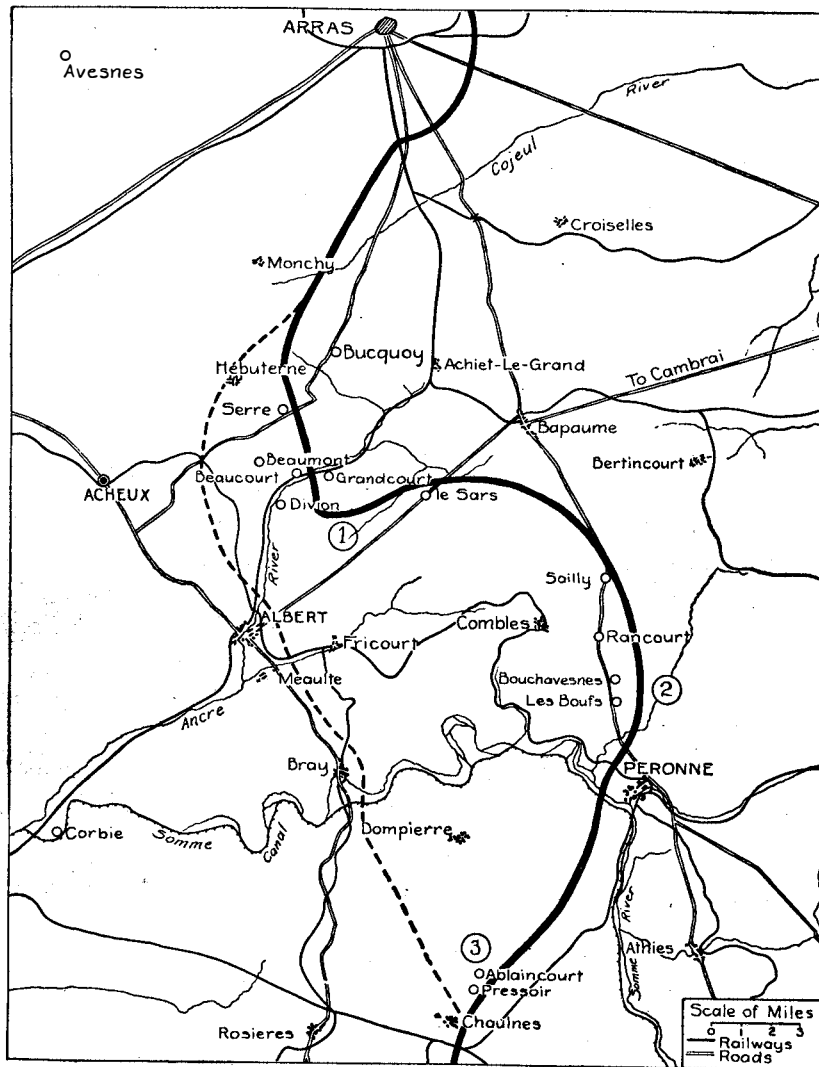 ARRAS
Avesnes
River
Cojeul
Croiselles
Monchy
Bucquoy
Achiet-Le-Grand
Hébuterne
To Cambrai
Serre
Bapaume
Beaumont
Bertincourt
Beaucourt
Grandcourt
ACHEUX
le Sars
Divion
1
River
Sailly
ALBERT
Combles
Fricourt
Rancourt
Meaulte
Bouchavesnes
2
Les Boufs
Ancre
Bray
PERONNE
Corbie
Somme
Canal
Dompierre
River
Somme
3
Athies
Ablaincourt
Pressoir
Chaulnes
Rosieres
Scale of Miles
0 1 2 3
Railways
Roads